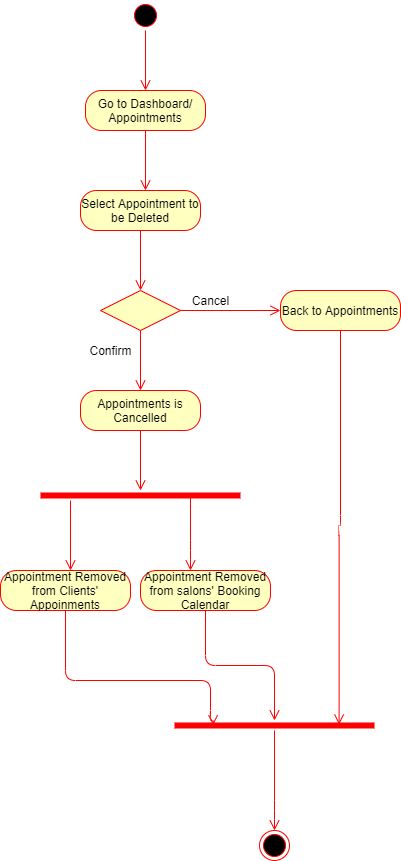 Go to Dashboard/
Appointments
Select Appointment to
be Deleted
Cancel
Back to Appointments
Confirm
Appointments is
Cancelled
Appointment Removed
from Clients'
Appoinments
Appointment Removed
from salons' Booking
Calendar